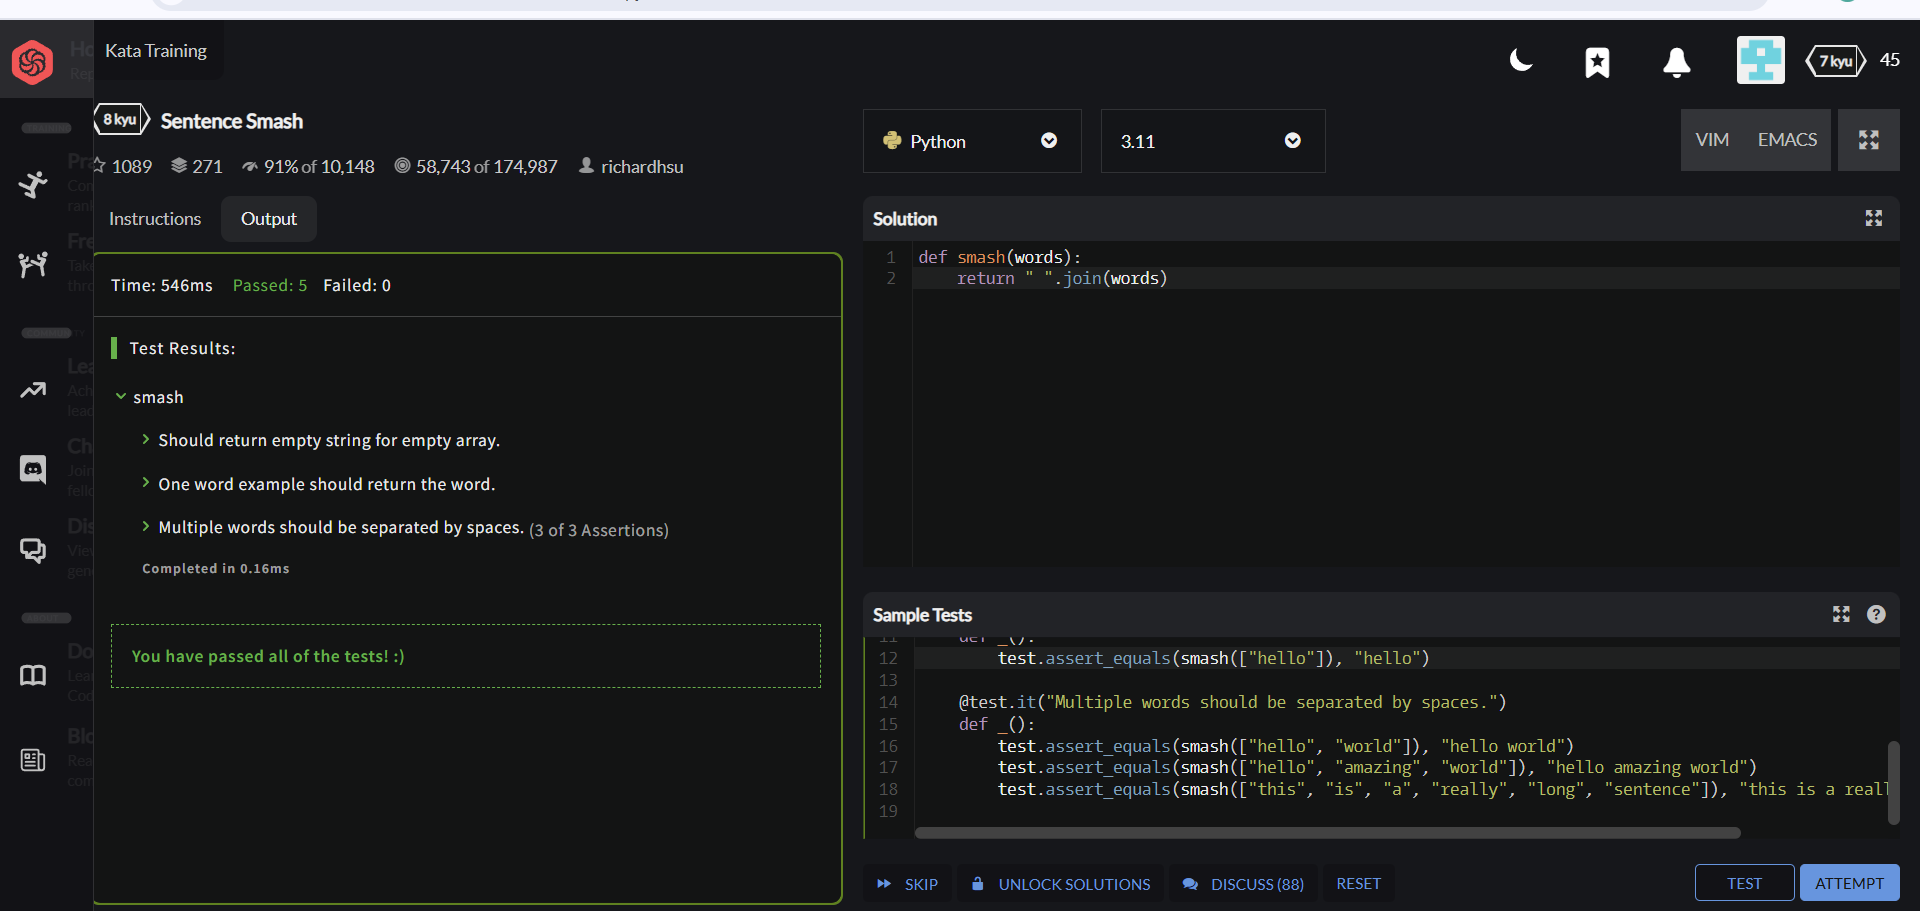 Kata Training
7 kyu
45
8 kyu
Sentence Smash
1089 271 91% of 10,148 58,743 of 174,987 richardhsu
Instructions
Output
Time: 546ms Passed: 5 Failed: 0
Test Results:
smash
Should return empty string for empty array.
One word example should return the word.
Multiple words should be separated by spaces. (3 of 3 Assertions)
Completed in 0.16ms
You have passed all of the tests! :)
Python
3.11
VIM
EMACS
Solution
1 def smash(words):
2 return " ".join(words)
Sample Tests
11 def _():
12 test.assert_equals(smash(["hello"]), "hello")
13
14 @test.it("Multiple words should be separated by spaces.")
15 def _():
16 test.assert_equals(smash(["hello", "world"]), "hello world")
17 test.assert_equals(smash(["hello", "amazing", "world"]), "hello amazing world")
18 test.assert_equals(smash(["this", "is", "a", "really", "long", "sentence"]), "this is a real
19
SKIP
UNLOCK SOLUTIONS
DISCUSS (88)
RESET
TEST
ATTEMPT